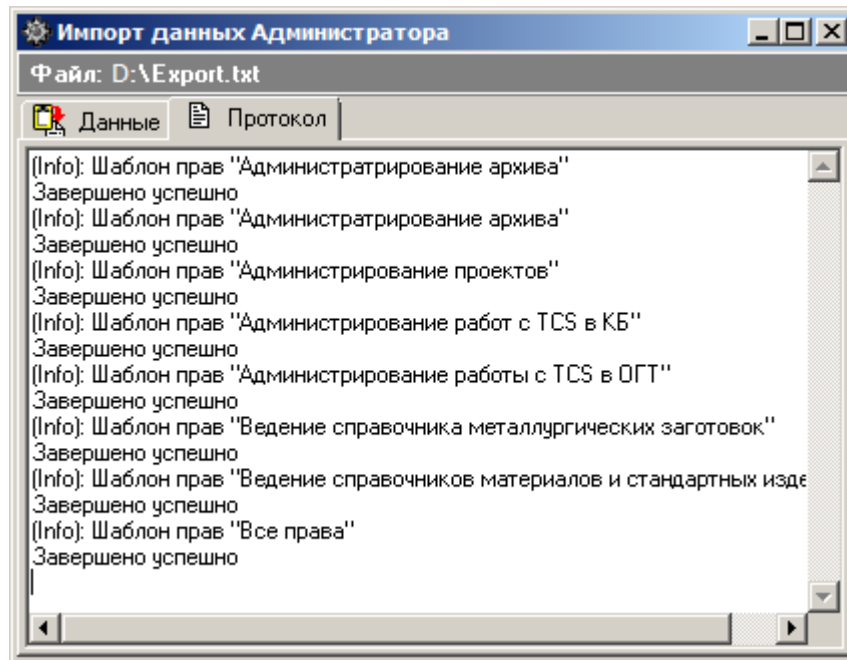 Импорт данных Администратора
Файл: D:\Export.txt
Данные Протокол
(Info): Шаблон прав "Администратрирование архива"
Завершено успешно
(Info): Шаблон прав "Администратрирование архива"
Завершено успешно
(Info): Шаблон прав "Администрирование проектов"
Завершено успешно
(Info): Шаблон прав "Администрирование работ с TCS в КБ"
Завершено успешно
(Info): Шаблон прав "Администрирование работы с TCS в ОГТ"
Завершено успешно
(Info): Шаблон прав "Ведение справочника металлургических заготовок"
Завершено успешно
(Info): Шаблон прав "Ведение справочников материалов и стандартных изде
Завершено успешно
(Info): Шаблон прав "Все права"
Завершено успешно